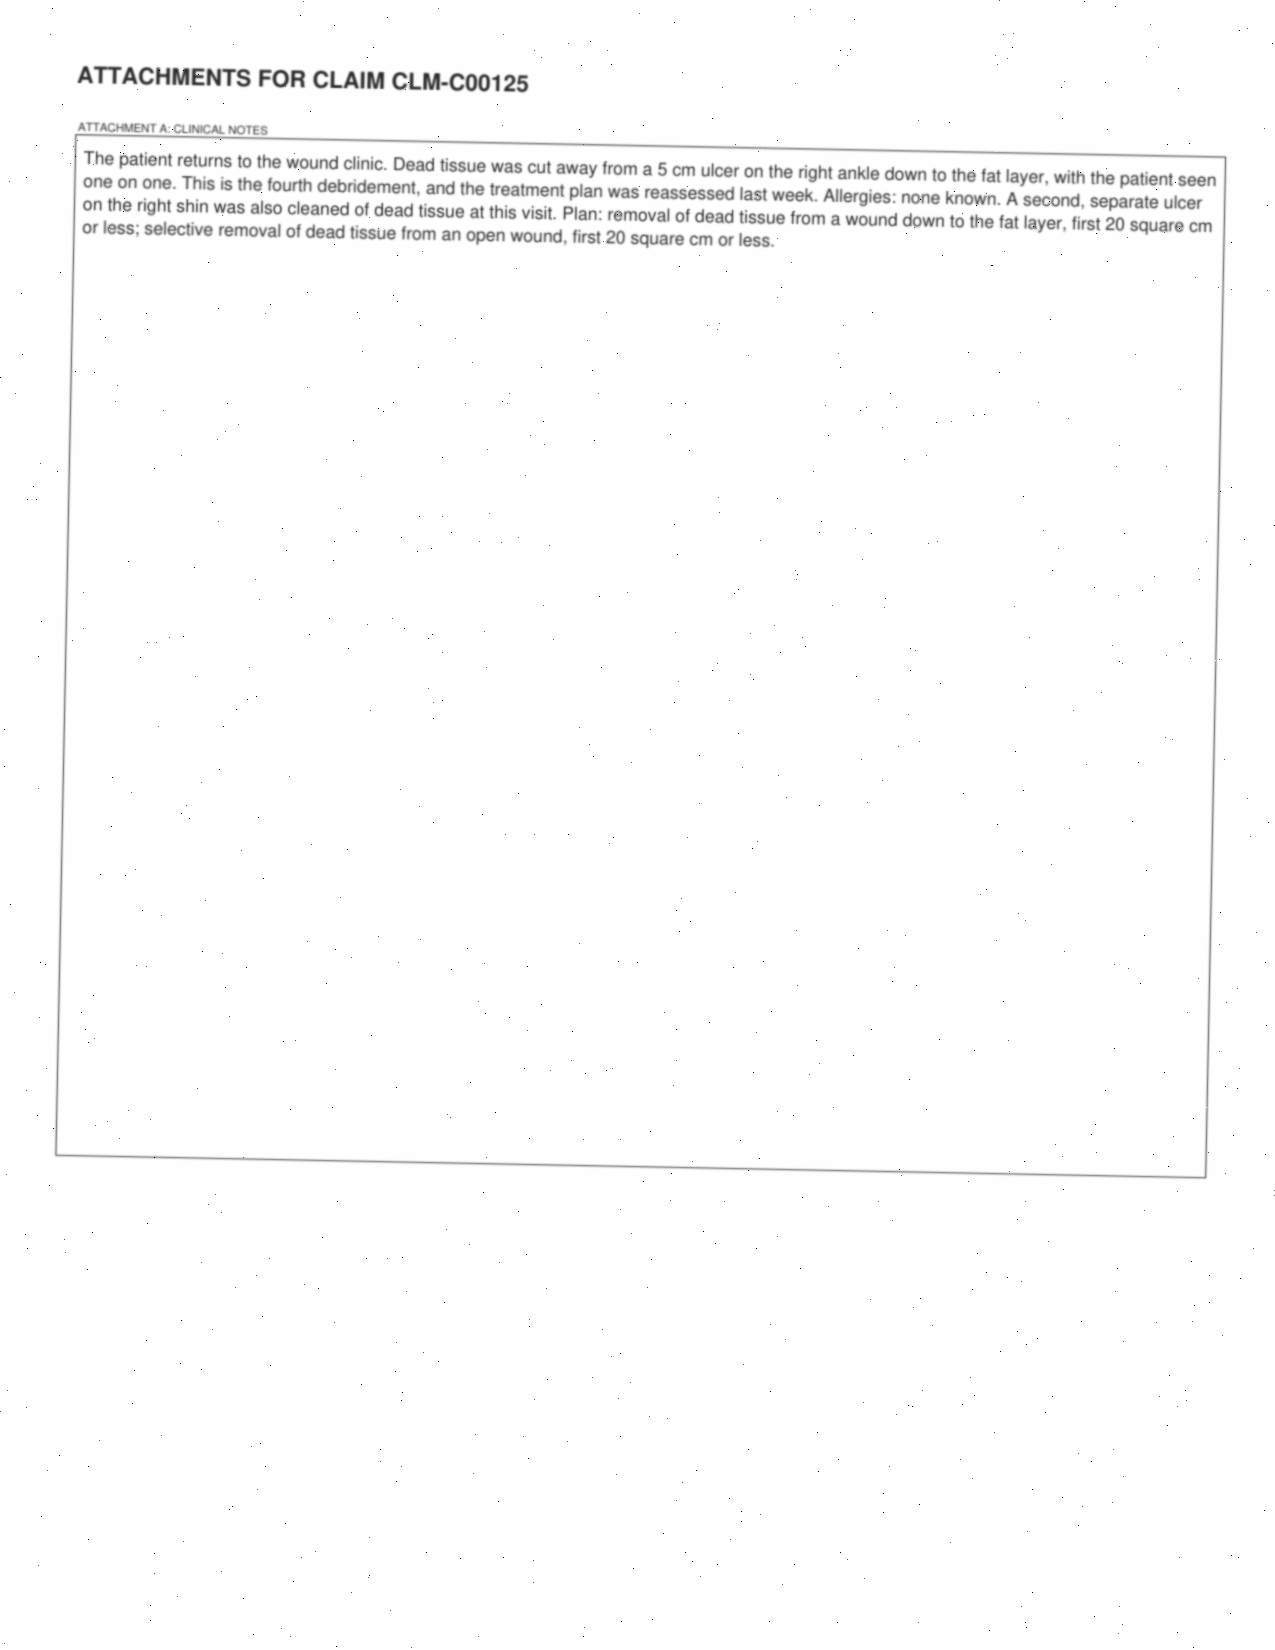 ATTACHMENTS FOR CLAIM CLM-C00125
ATTACHMENT A: CLINICAL NOTES
The patient returns to the wound clinic. Dead tissue was cut away from a 5 cm ulcer on the right ankle down to the fat layer, with the patient seen
one on one. This is the fourth debridement, and the treatment plan was reassessed last week. Allergies: none known. A second, separate ulcer
on the right shin was also cleaned of dead tissue at this visit. Plan: removal of dead tissue from a wound down to the fat layer, first 20 square cm
or less; selective removal of dead tissue from an open wound, first 20 square cm or less.